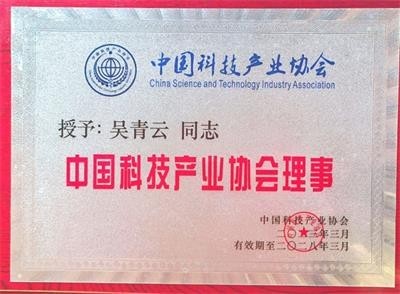 中国科技产业协会
China Science and Technology Industry Association
授予：吴青云 同志
中国科技产业协会理事
中国科技产业协会
二〇二三年三月
有效期至二〇二八年三月